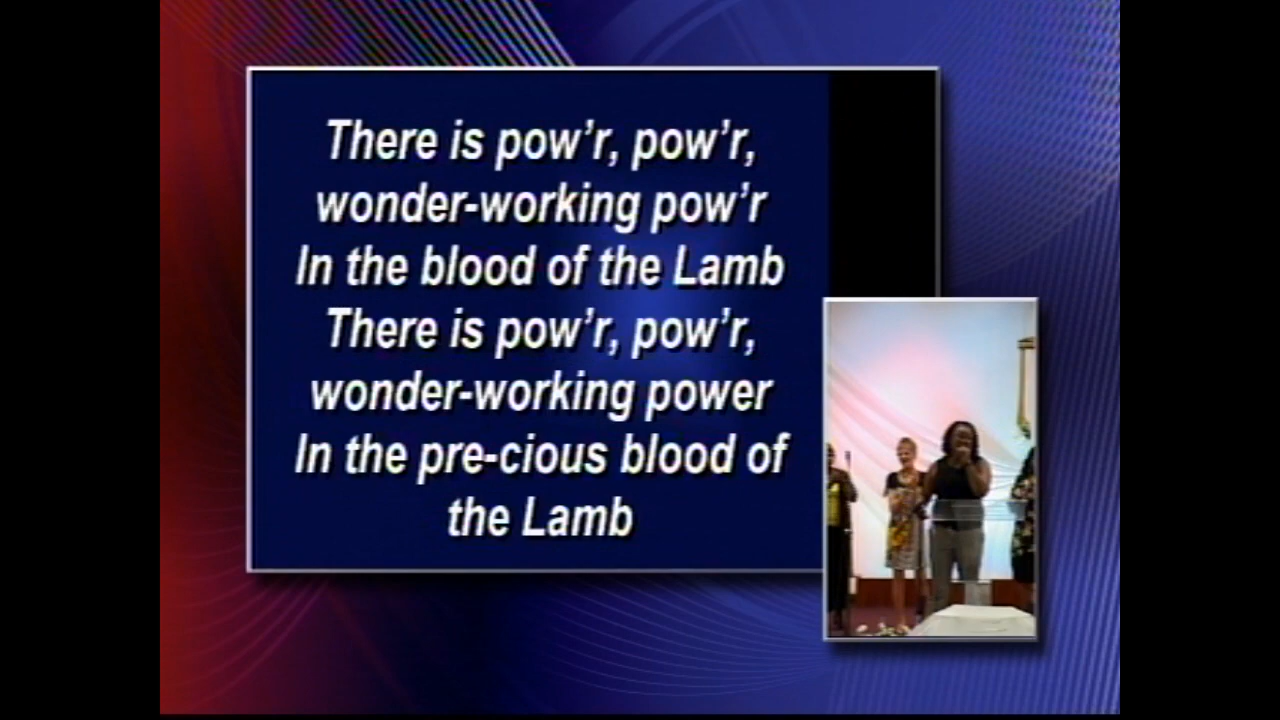 There is pow’r, pow’r,
wonder-working pow’r
In the blood of the Lamb
There is pow’r, pow’r,
wonder-working power
In the pre-cious blood of
the Lamb